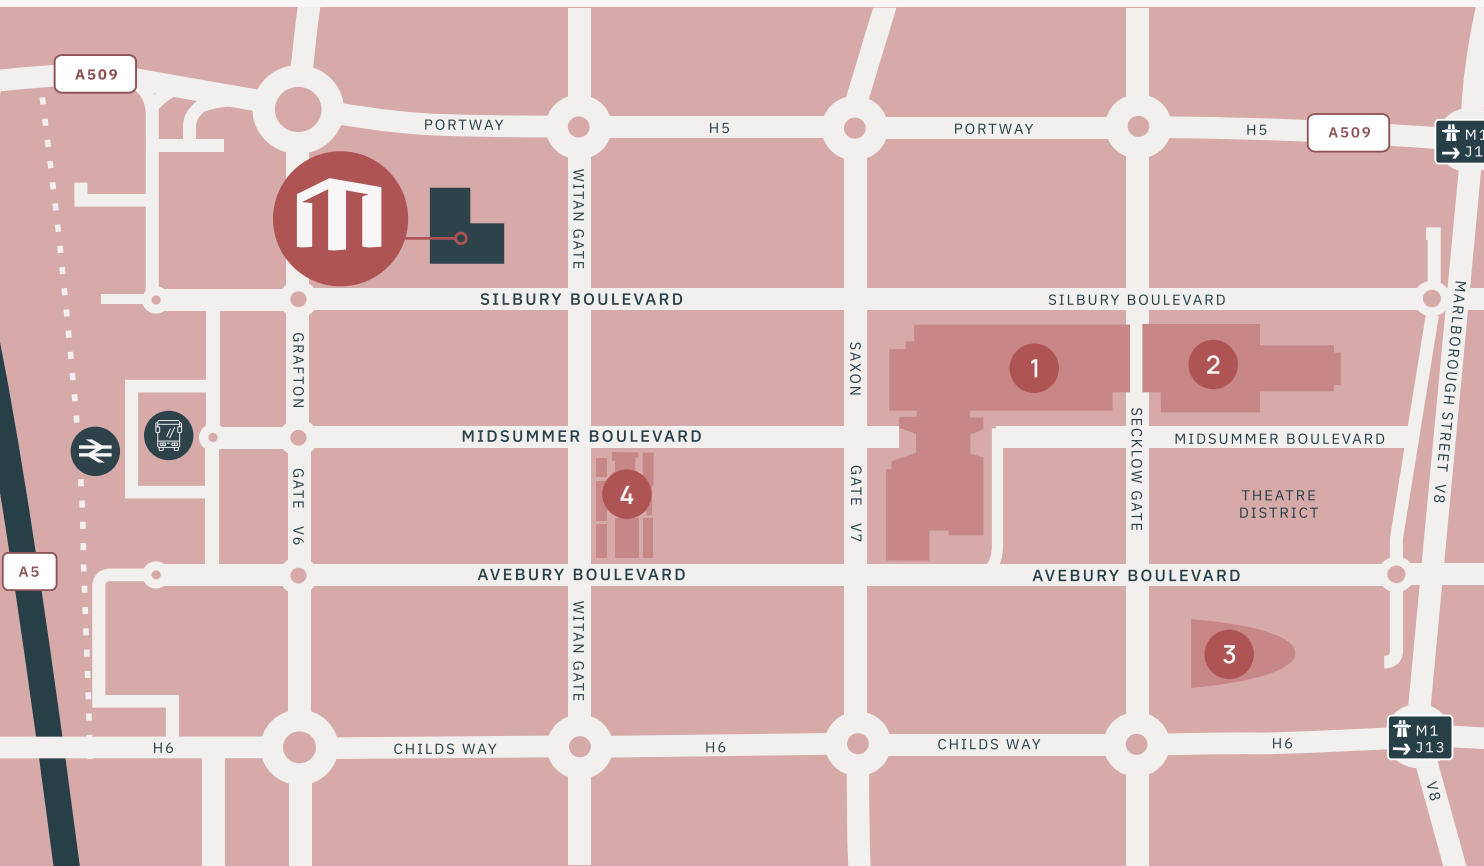 A509
PORTWAY
H5
PORTWAY
H5
A509
M1
J1
WITAN GATE
SILBURY BOULEVARD
SILBURY BOULEVARD
MARLBOROUGH STREET V8
GRAFTON
GATE V6
SAXON
GATE V7
1
2
SECKLOW GATE
MIDSUMMER BOULEVARD
MIDSUMMER BOULEVARD
4
THEATRE
DISTRICT
A5
AVEBURY BOULEVARD
AVEBURY BOULEVARD
WITAN GATE
3
H6
CHILDS WAY
H6
CHILDS WAY
H6
M1
J13
V8